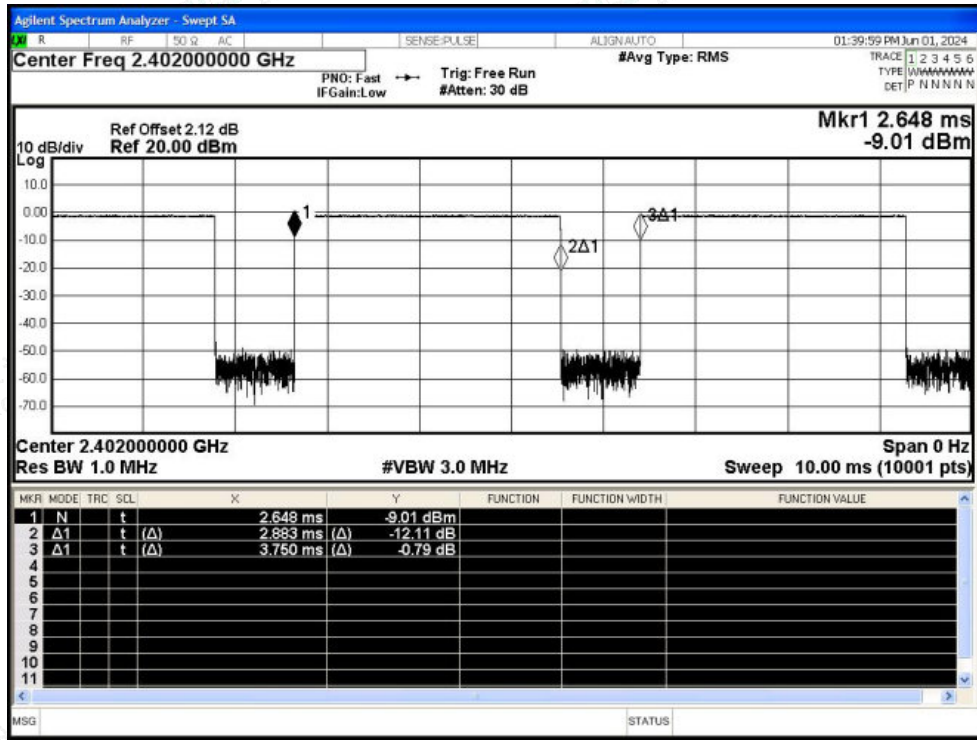 Agilent Spectrum Analyzer - Swept SA
R RF 50 Ω AC SENSE:PULSE ALIGNAUTO 01:39:59 PM Jun 01, 2024
Center Freq 2.402000000 GHz
PNO: Fast
IFGain:Low
Trig: Free Run
#Atten: 30 dB
#Avg Type: RMS
TRACE 1 2 3 4 5 6
TYPE
DET P N N N N N
Mkr1 2.648 ms
-9.01 dBm
Ref Offset 2.12 dB
10 dB/div Ref 20.00 dBm
Log
10.0
0.00
-10.0
-20.0
-30.0
-40.0
-50.0
-60.0
-70.0
1
2Δ1
3Δ1
Center 2.402000000 GHz Span 0 Hz
Res BW 1.0 MHz #VBW 3.0 MHz Sweep 10.00 ms (10001 pts)
MKR MODE TRC SCL X Y FUNCTION FUNCTION WIDTH FUNCTION VALUE
1 N t 2.648 ms -9.01 dBm
2 Δ1 t (Δ) 2.883 ms (Δ) -12.11 dB
3 Δ1 t (Δ) 3.750 ms (Δ) -0.79 dB
4
5
6
7
8
9
10
11
MSG STATUS